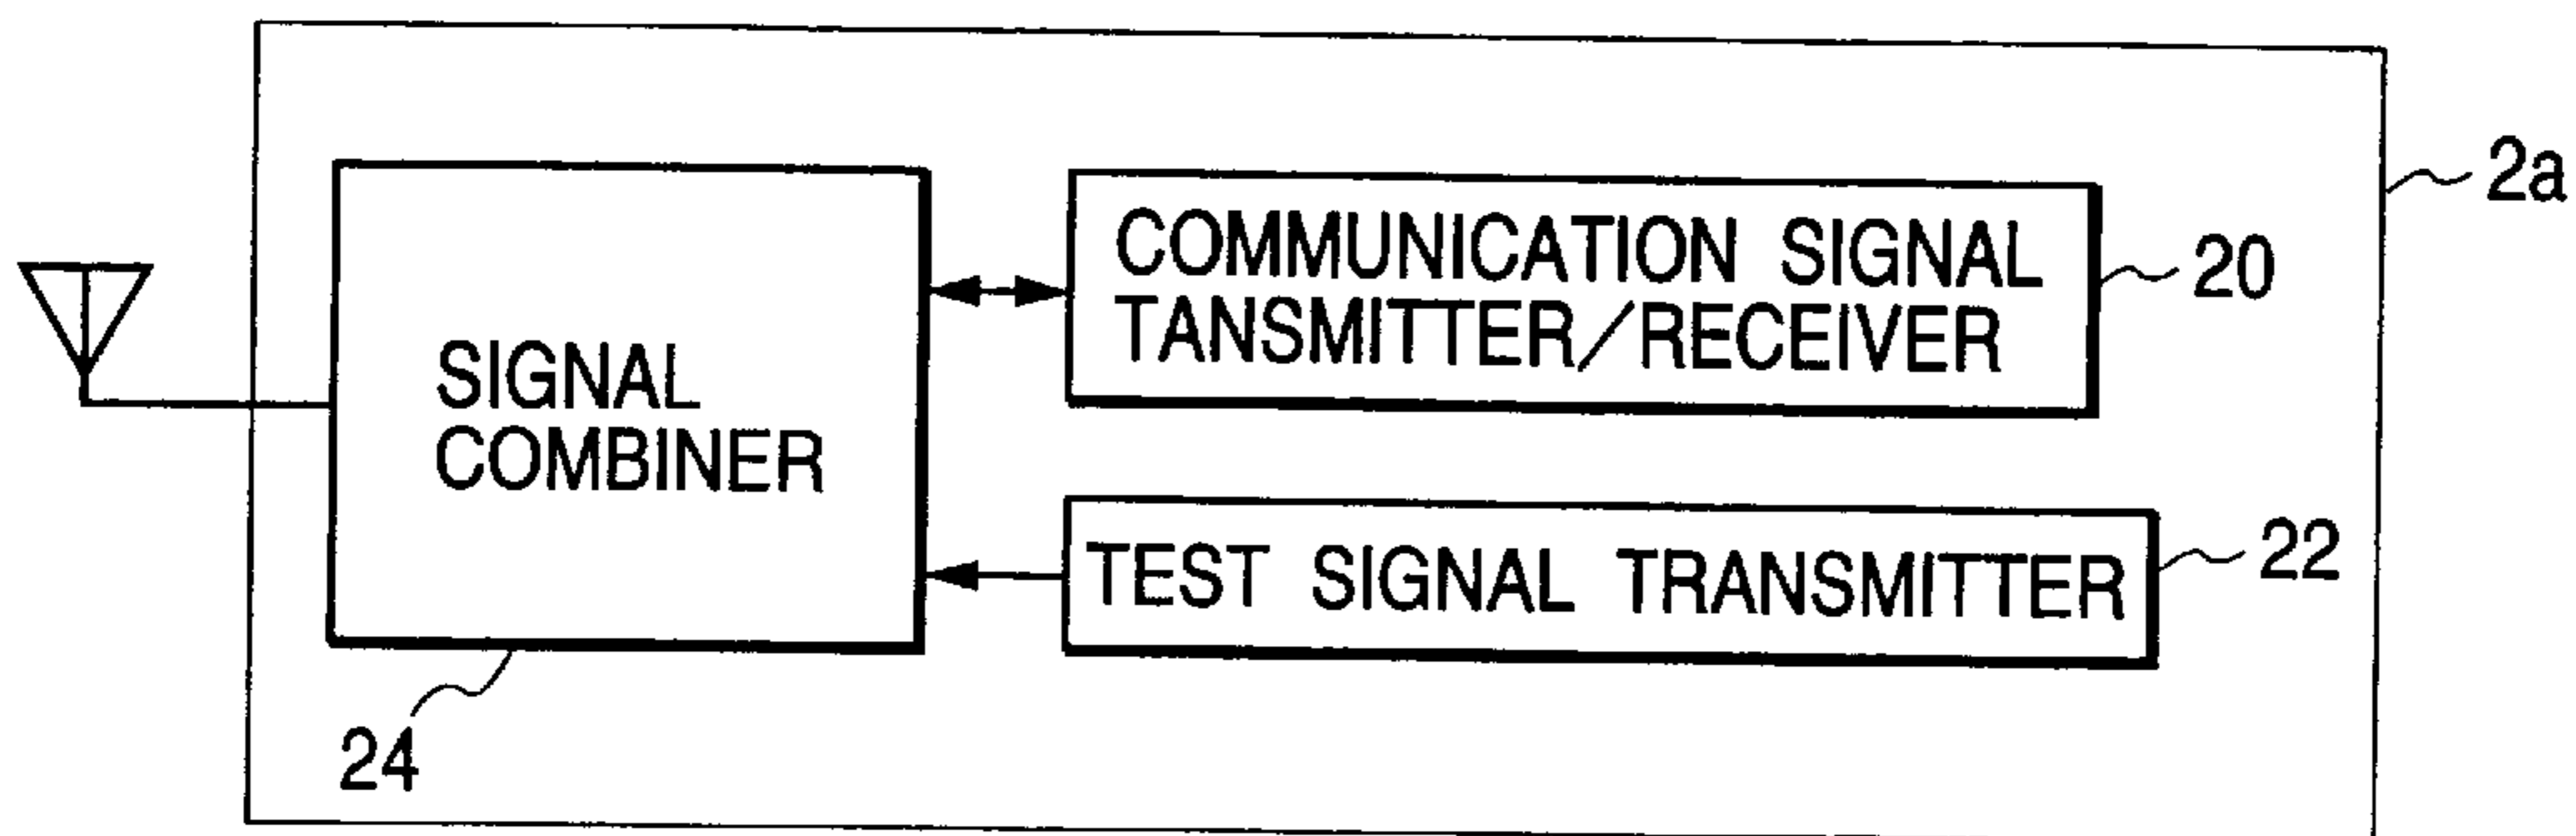 2a
COMMUNICATION SIGNAL
TANSMITTER/RECEIVER
20
SIGNAL
COMBINER
TEST SIGNAL TRANSMITTER
22
24